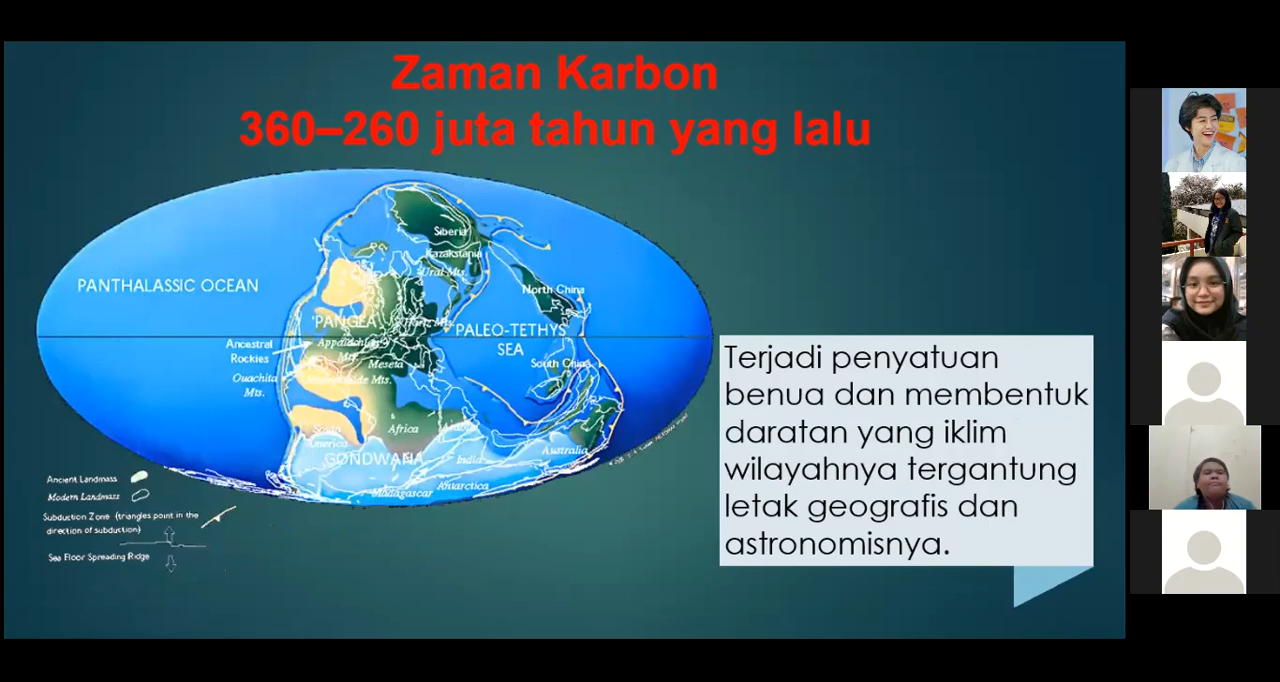 Zaman Karbon
360–260 juta tahun yang lalu
Siberia
Kazakstania
Ural Mts.
PANTHALASSIC OCEAN
North China
PANGEA
PALEO-TETHYS
SEA
Ancestral
Rockies
Appalachian
Mts.
Meseta
South China
Ouachita
Mts.
South
America
Africa
Arabia
GONDWANA
India
Australia
Madagascar
Antarctica
Ancient Landmass
Modern Landmass
Subduction Zone (triangles point in the
direction of subduction)
Sea Floor Spreading Ridge
Terjadi penyatuan
benua dan membentuk
daratan yang iklim
wilayahnya tergantung
letak geografis dan
astronomisnya.